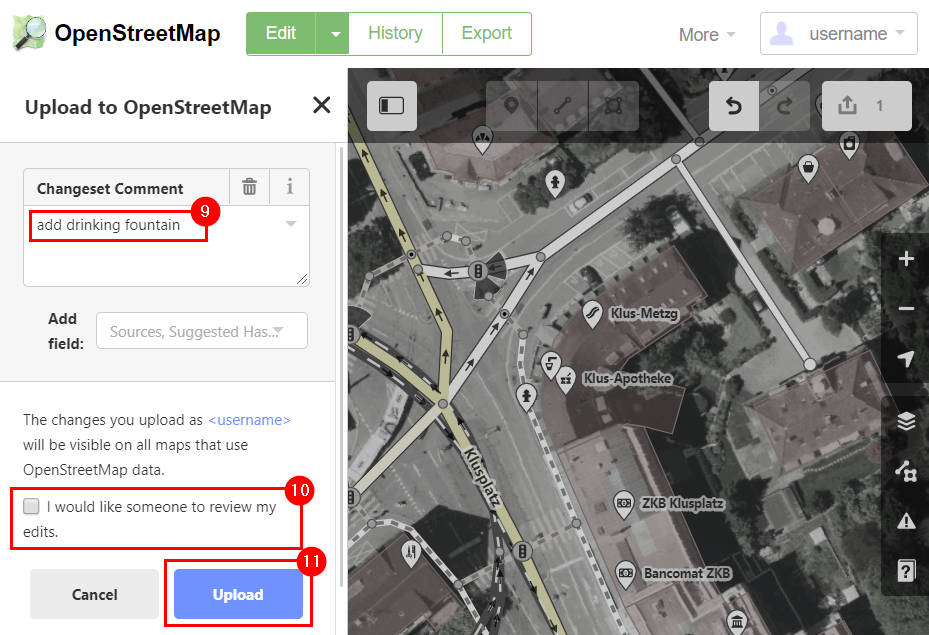 OpenStreetMap
Edit
History
Export
More
username
Upload to OpenStreetMap
1
Changeset Comment
i
9
add drinking fountain
Add
field:
Sources, Suggested Has...
The changes you upload as <username>
will be visible on all maps that use
OpenStreetMap data.
10
I would like someone to review my
edits.
11
Cancel
Upload
Klus-Metzg
Klus-Apotheke
Klusplatz
ZKB Klusplatz
Bancomat ZKB